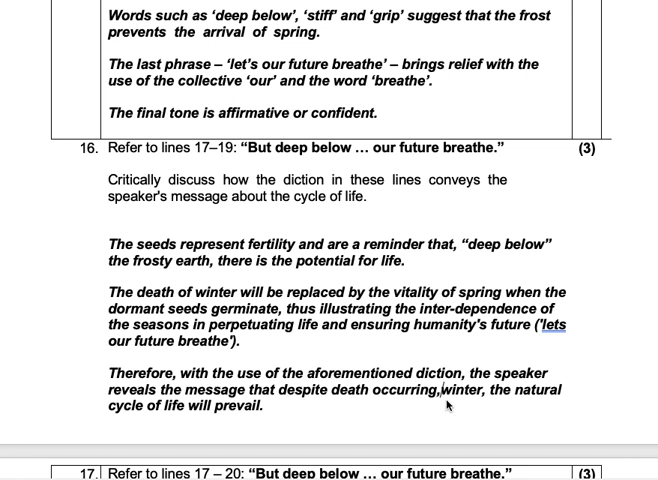 Words such as ‘deep below’, ‘stiff’ and ‘grip’ suggest that the frost
prevents the arrival of spring.
The last phrase – ‘let’s our future breathe’ – brings relief with the
use of the collective ‘our’ and the word ‘breathe’.
The final tone is affirmative or confident.
16. Refer to lines 17–19: “But deep below … our future breathe.” (3)
Critically discuss how the diction in these lines conveys the
speaker's message about the cycle of life.
The seeds represent fertility and are a reminder that, “deep below”
the frosty earth, there is the potential for life.
The death of winter will be replaced by the vitality of spring when the
dormant seeds germinate, thus illustrating the inter-dependence of
the seasons in perpetuating life and ensuring humanity's future ('lets
our future breathe').
Therefore, with the use of the aforementioned diction, the speaker
reveals the message that despite death occurring,winter, the natural
cycle of life will prevail.
17. Refer to lines 17 – 20: “But deep below … our future breathe.” (3)